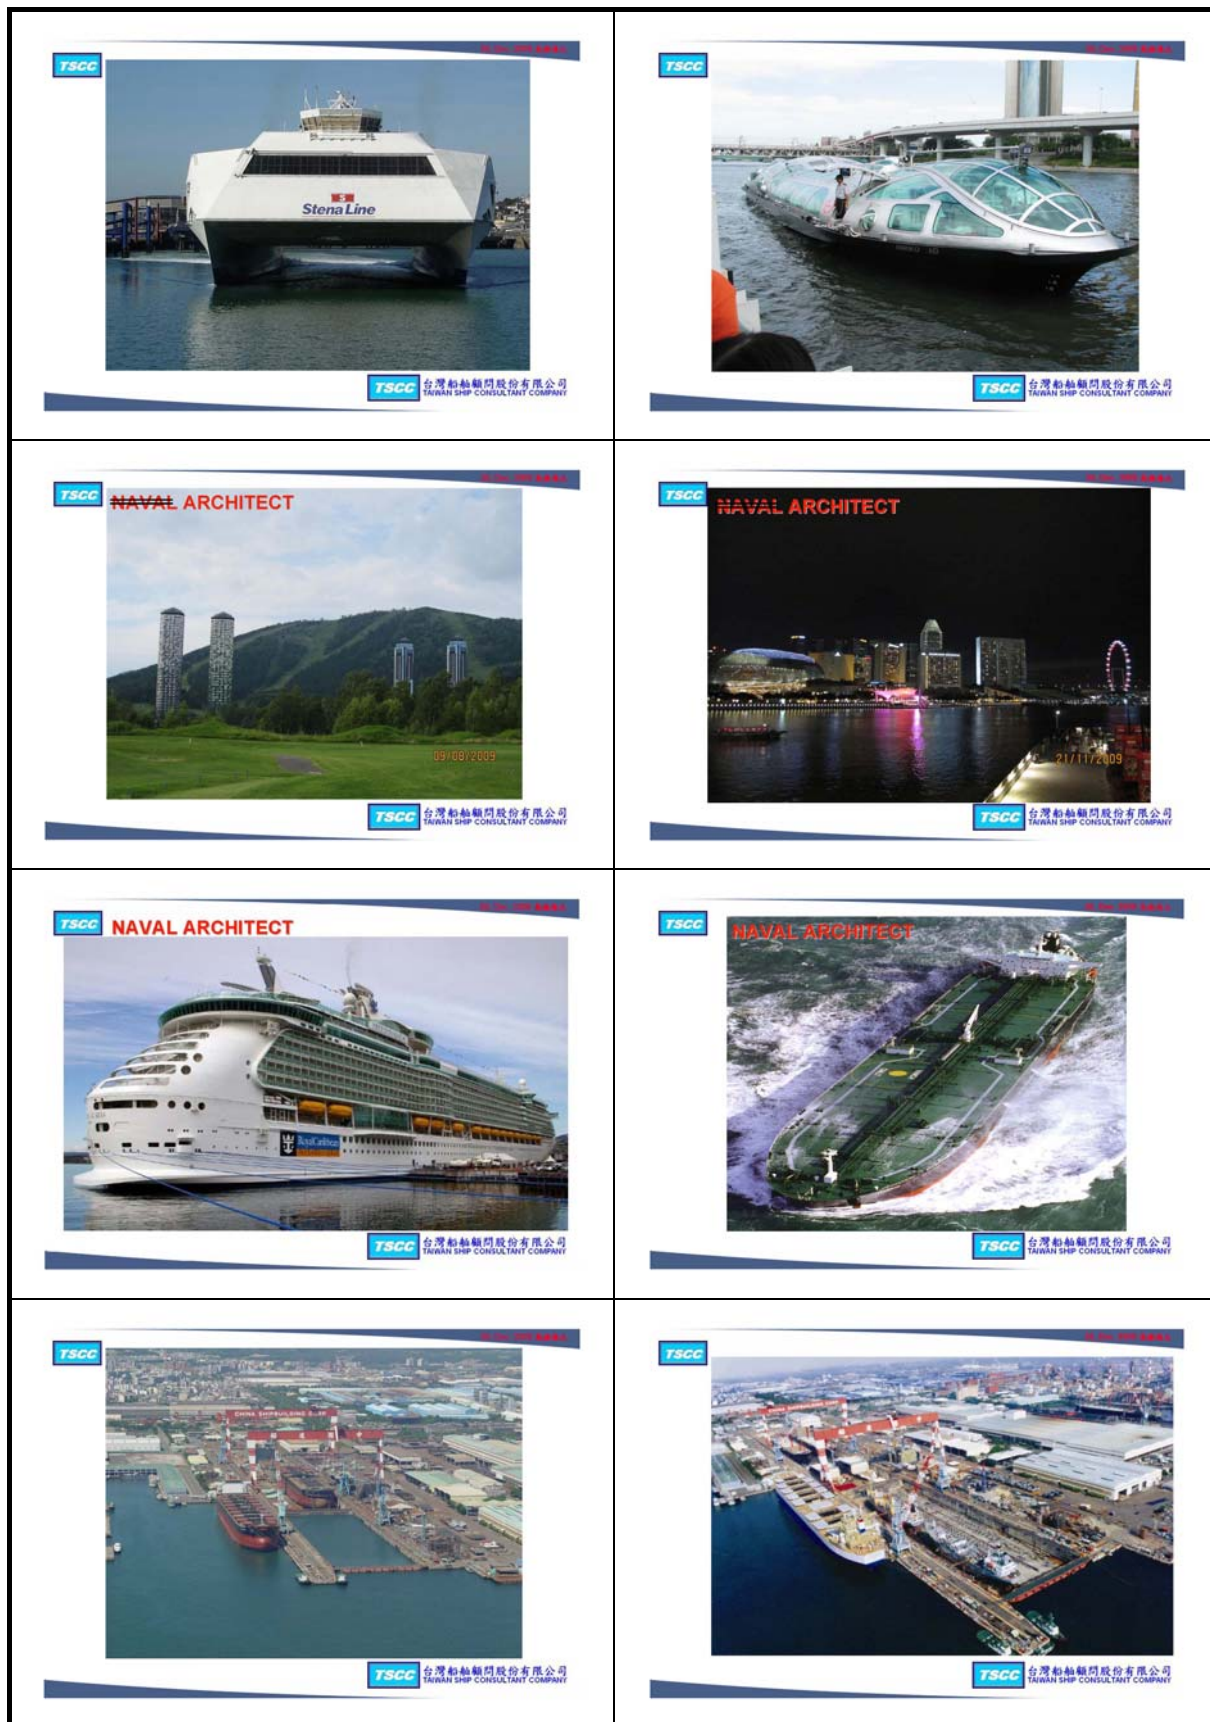 TSCC
Stena Line
TSCC 台灣船舶顧問股份有限公司
TAIWAN SHIP CONSULTANT COMPANY
TSCC
TSCC 台灣船舶顧問股份有限公司
TAIWAN SHIP CONSULTANT COMPANY
TSCC
NAVAL ARCHITECT
09/08/2009
TSCC 台灣船舶顧問股份有限公司
TAIWAN SHIP CONSULTANT COMPANY
TSCC
NAVAL ARCHITECT
21/11/2009
TSCC 台灣船舶顧問股份有限公司
TAIWAN SHIP CONSULTANT COMPANY
TSCC
NAVAL ARCHITECT
RoyalCaribbean
TSCC 台灣船舶顧問股份有限公司
TAIWAN SHIP CONSULTANT COMPANY
TSCC
NAVAL ARCHITECT
TSCC 台灣船舶顧問股份有限公司
TAIWAN SHIP CONSULTANT COMPANY
TSCC
CHINA SHIPBUILDING
TSCC 台灣船舶顧問股份有限公司
TAIWAN SHIP CONSULTANT COMPANY
TSCC
CHINA SHIPBUILDING
TSCC 台灣船舶顧問股份有限公司
TAIWAN SHIP CONSULTANT COMPANY